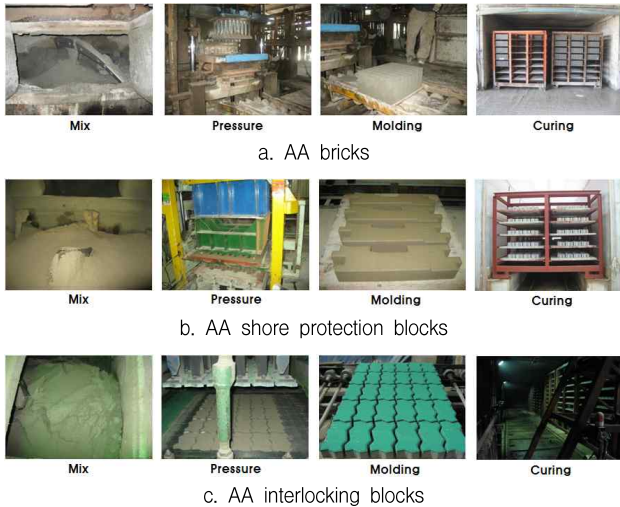 Mix Pressure Molding Curing
a. AA bricks
Mix Pressure Molding Curing
b. AA shore protection blocks
Mix Pressure Molding Curing
c. AA interlocking blocks